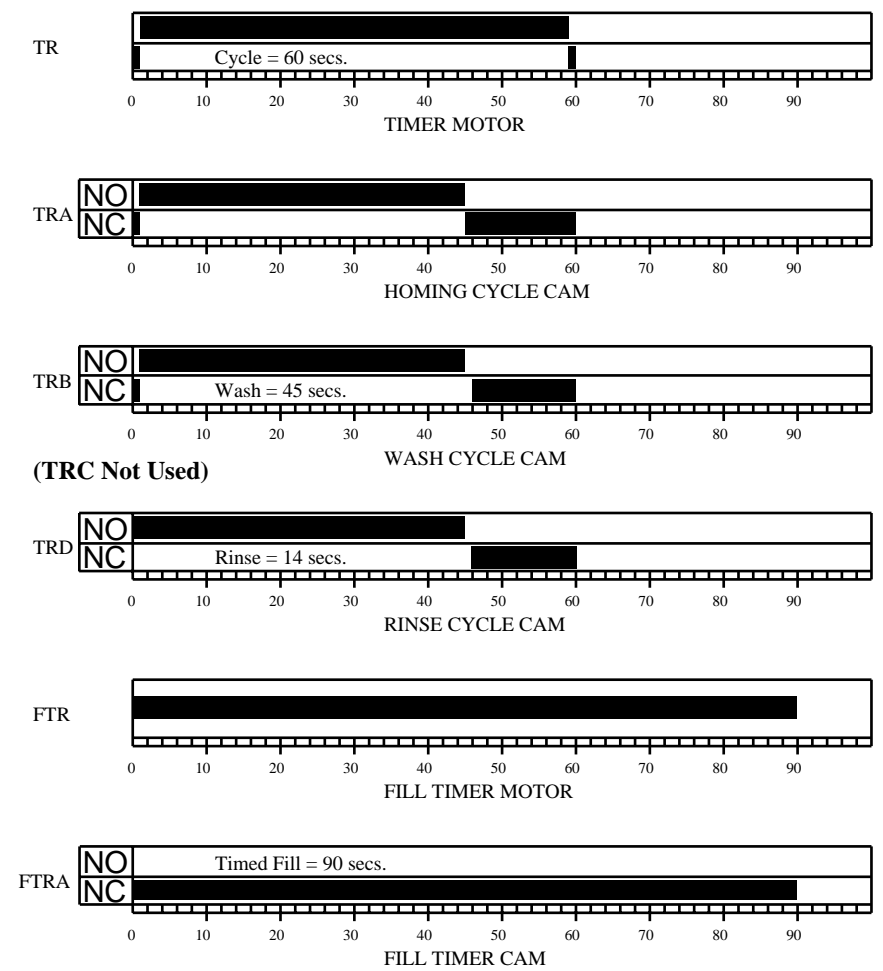 TR
Cycle = 60 secs.
0 10 20 30 40 50 60 70 80 90
TIMER MOTOR
NO
TRA
NC
0 10 20 30 40 50 60 70 80 90
HOMING CYCLE CAM
NO
TRB
NC Wash = 45 secs.
0 10 20 30 40 50 60 70 80 90
WASH CYCLE CAM
(TRC Not Used)
NO
TRD
NC Rinse = 14 secs.
0 10 20 30 40 50 60 70 80 90
RINSE CYCLE CAM
FTR
0 10 20 30 40 50 60 70 80 90
FILL TIMER MOTOR
NO Timed Fill = 90 secs.
FTRA
NC
0 10 20 30 40 50 60 70 80 90
FILL TIMER CAM